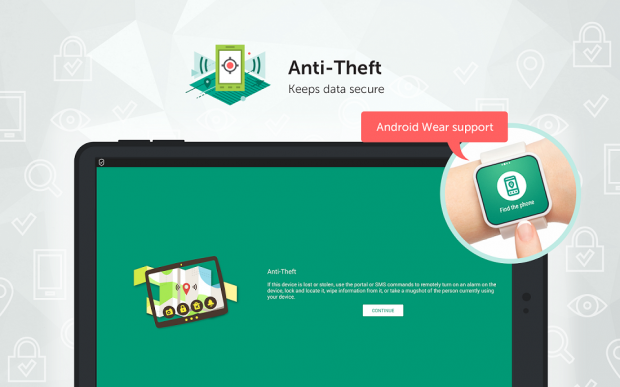 Anti-Theft
Keeps data secure
Android Wear support
Find the phone
Anti-Theft
If this device is lost or stolen, use the portal or SMS commands to remotely turn on an alarm on the
device, lock and locate it, wipe information from it, or take a mugshot of the person currently using
your device.
CONTINUE